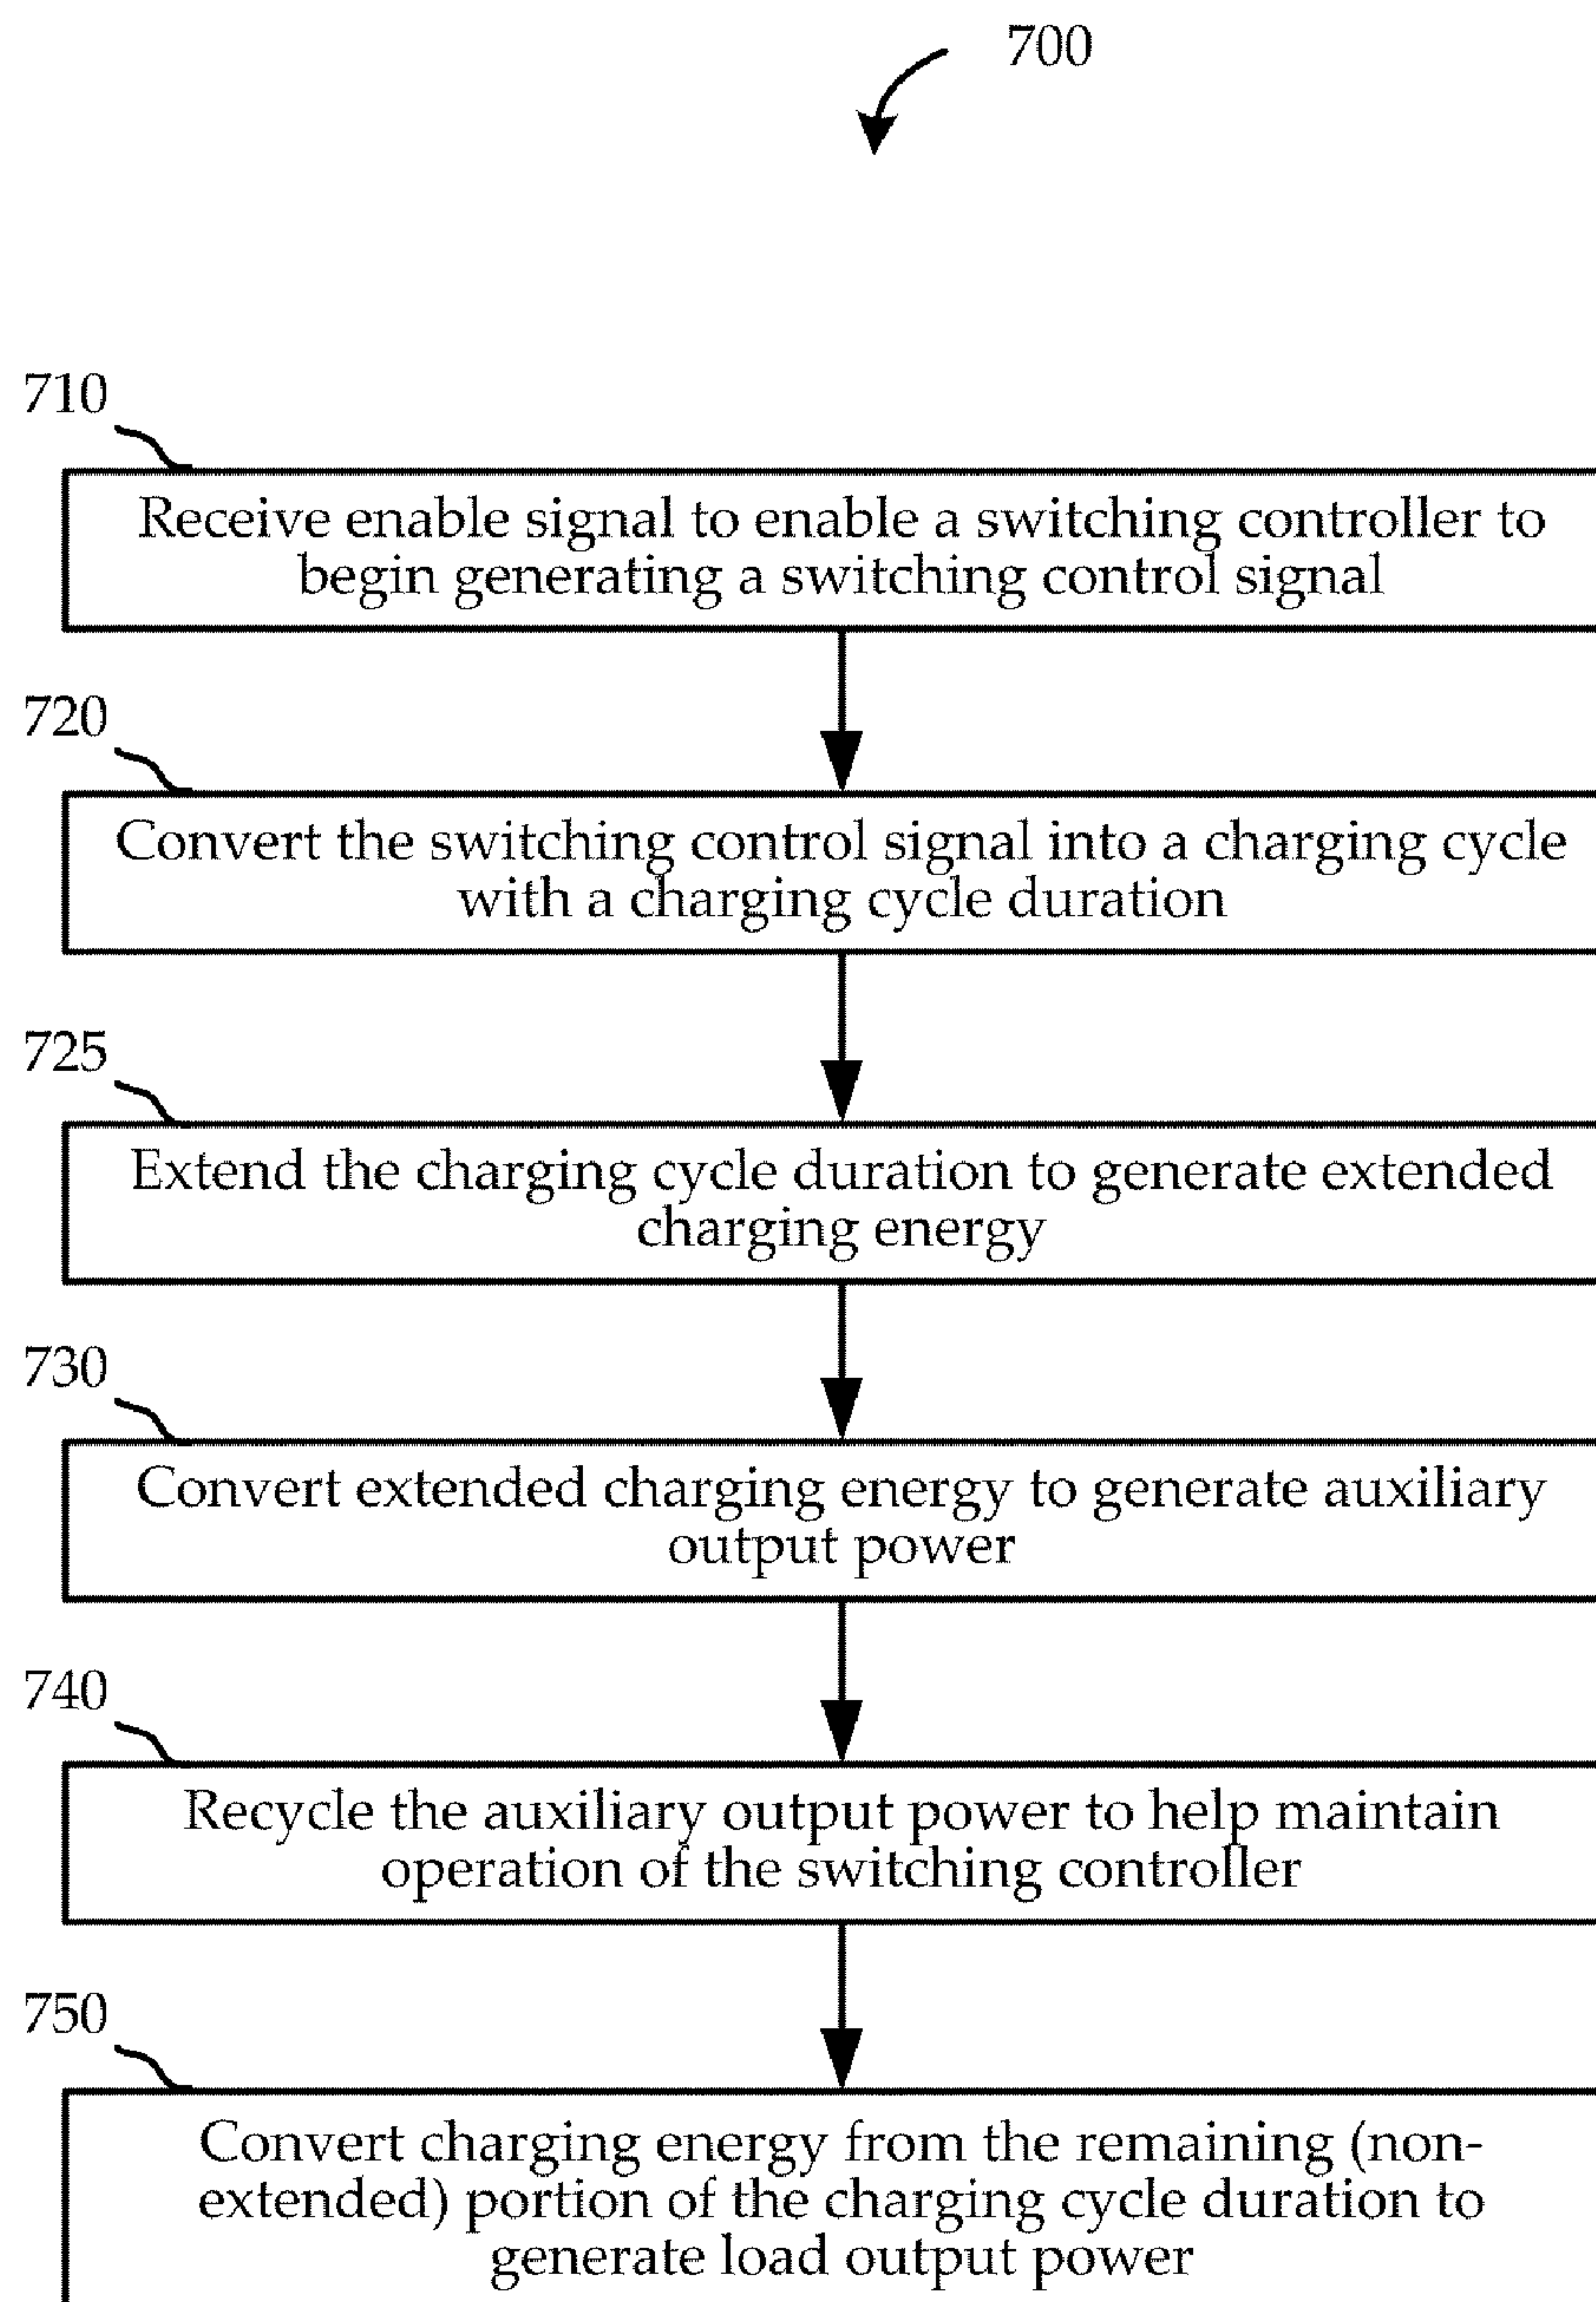 700
710
Receive enable signal to enable a switching controller to
begin generating a switching control signal
720
Convert the switching control signal into a charging cycle
with a charging cycle duration
725
Extend the charging cycle duration to generate extended
charging energy
730
Convert extended charging energy to generate auxiliary
output power
740
Recycle the auxiliary output power to help maintain
operation of the switching controller
750
Convert charging energy from the remaining (non-
extended) portion of the charging cycle duration to
generate load output power